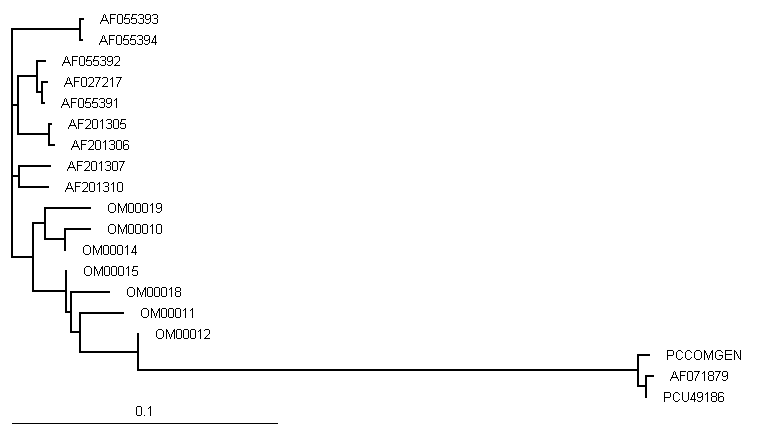 AF055393
AF055394
AF055392
AF027217
AF055391
AF201305
AF201306
AF201307
AF201310
OM00019
OM00010
OM00014
OM00015
OM00018
OM00011
OM00012
PCCOMGEN
AF071879
PCU49186
0.1